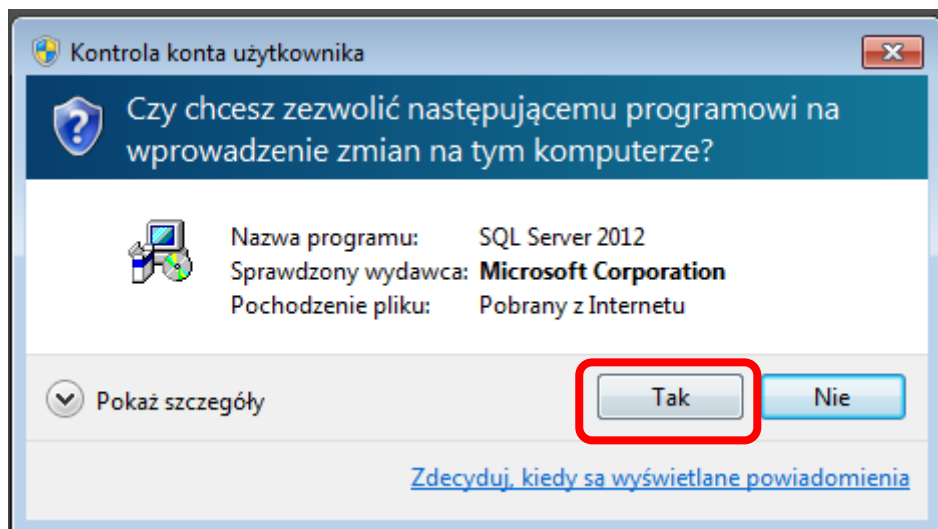 Kontrola konta użytkownika
Czy chcesz zezwolić następującemu programowi na
wprowadzenie zmian na tym komputerze?
Nazwa programu: SQL Server 2012
Sprawdzony wydawca: Microsoft Corporation
Pochodzenie pliku: Pobrany z Internetu
Pokaż szczegóły Tak Nie
Zdecyduj, kiedy są wyświetlane powiadomienia